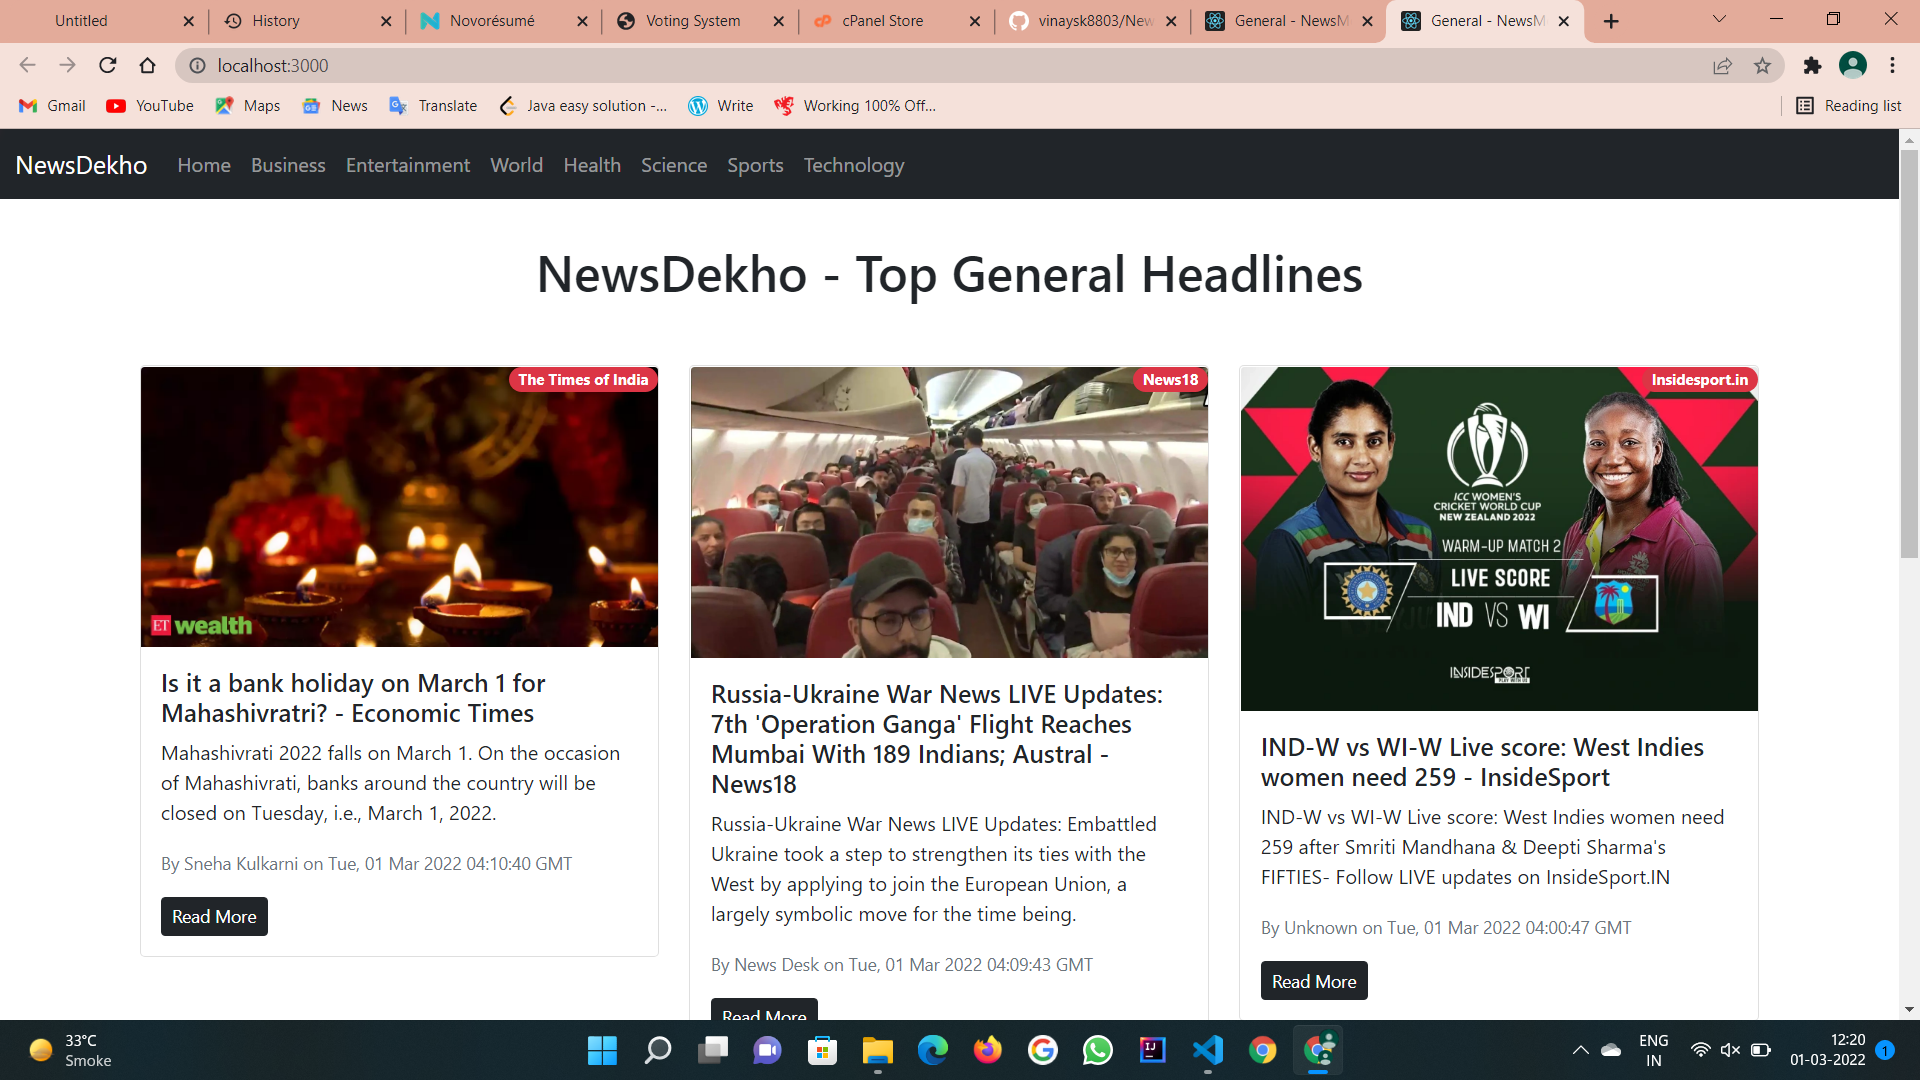 Untitled
History
Novorésumé
Voting System
cPanel Store
vinaysk8803/New
General - NewsM
General - NewsM
localhost:3000
Gmail
YouTube
Maps
News
Translate
Java easy solution -...
Write
Working 100% Off...
Reading list
NewsDekho
Home
Business
Entertainment
World
Health
Science
Sports
Technology
NewsDekho - Top General Headlines
The Times of India
ET wealth
Is it a bank holiday on March 1 for
Mahashivratri? - Economic Times
Mahashivrati 2022 falls on March 1. On the occasion
of Mahashivrati, banks around the country will be
closed on Tuesday, i.e., March 1, 2022.
By Sneha Kulkarni on Tue, 01 Mar 2022 04:10:40 GMT
Read More
News18
Russia-Ukraine War News LIVE Updates:
7th 'Operation Ganga' Flight Reaches
Mumbai With 189 Indians; Austral -
News18
Russia-Ukraine War News LIVE Updates: Embattled
Ukraine took a step to strengthen its ties with the
West by applying to join the European Union, a
largely symbolic move for the time being.
By News Desk on Tue, 01 Mar 2022 04:09:43 GMT
Read More
Insidesport.in
ICC WOMEN'S
CRICKET WORLD CUP
NEW ZEALAND 2022
WARM-UP MATCH 2
LIVE SCORE
IND VS WI
INSIDESPORT
IND-W vs WI-W Live score: West Indies
women need 259 - InsideSport
IND-W vs WI-W Live score: West Indies women need
259 after Smriti Mandhana & Deepti Sharma's
FIFTIES- Follow LIVE updates on InsideSport.IN
By Unknown on Tue, 01 Mar 2022 04:00:47 GMT
Read More
33°C
Smoke
ENG
IN
12:20
01-03-2022
1